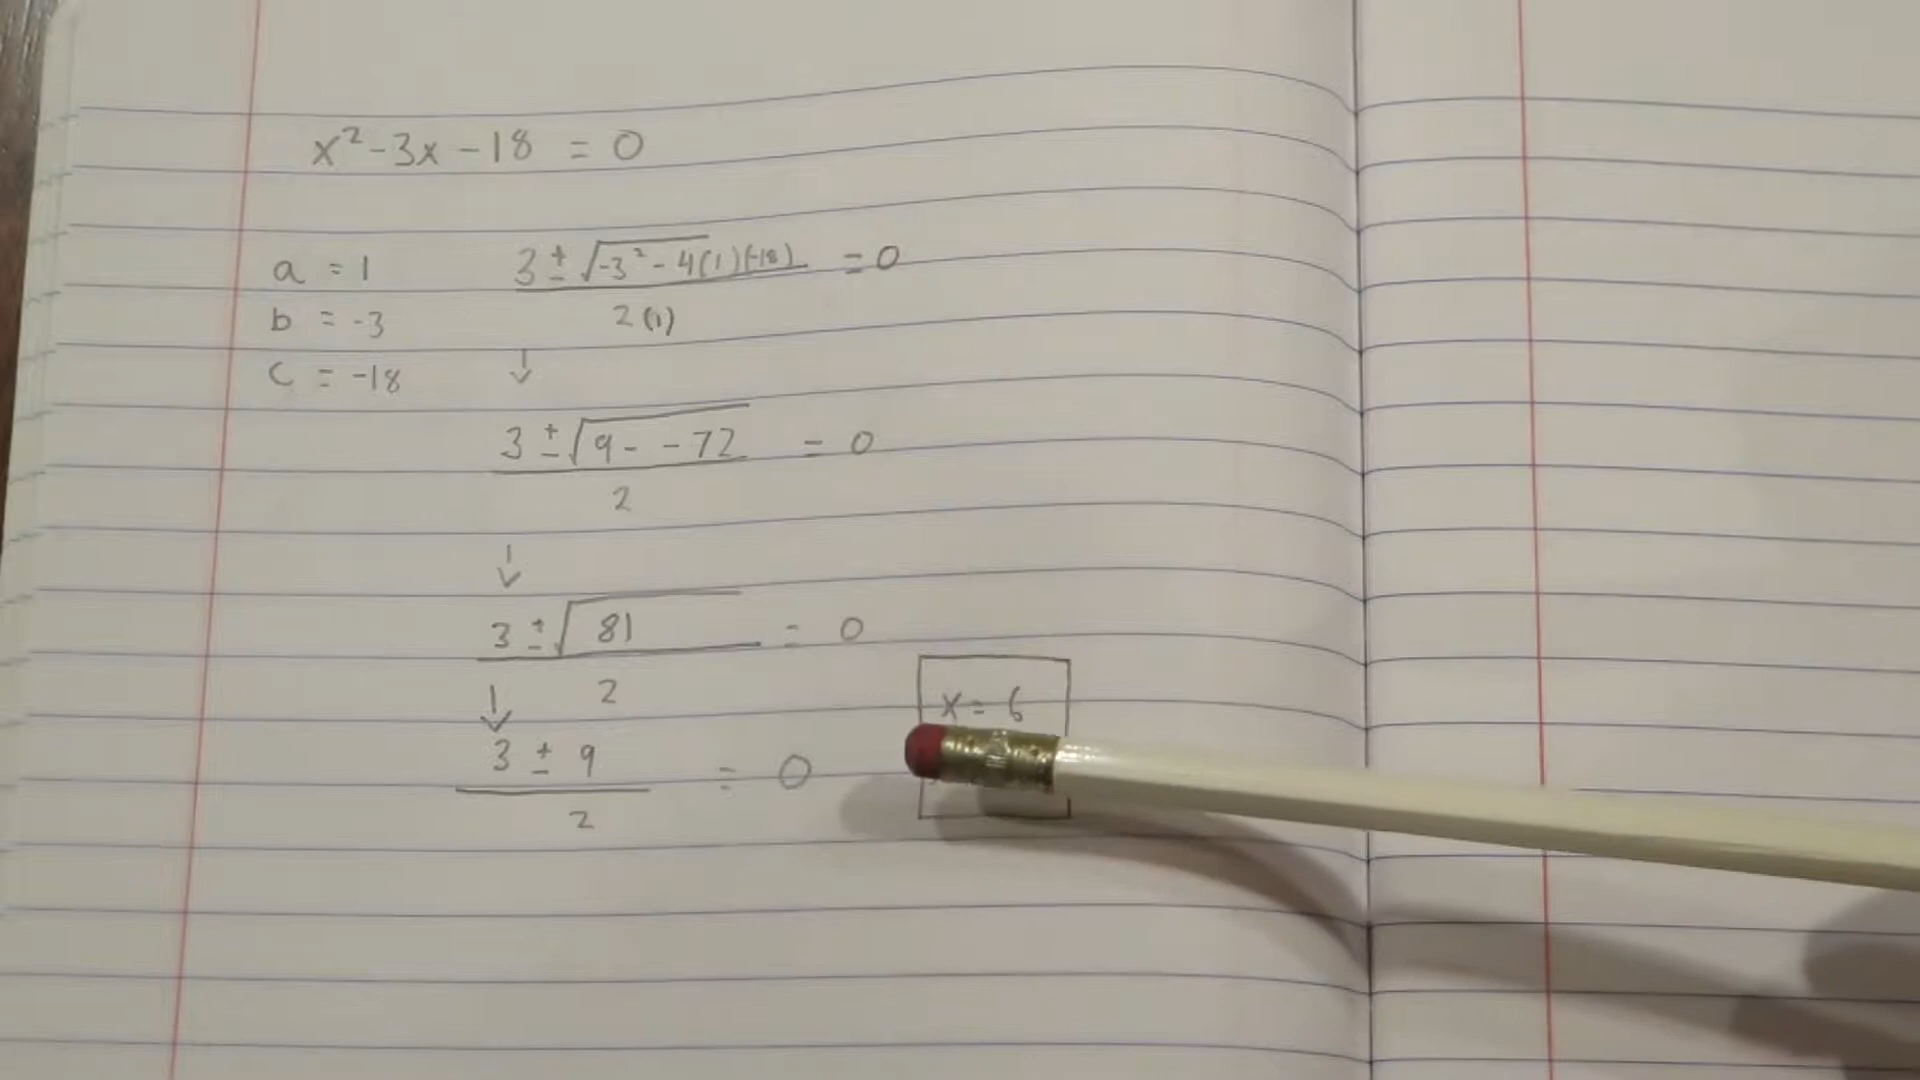 x² - 3x - 18 = 0
a = 1
b = -3
c = -18
3 ± √-3² - 4(1)(-18) = 0
2(1)
↓
3 ± √9 - -72 = 0
2
↓
3 ± √81 = 0
2
↓
3 ± 9 = 0
2
x = 6